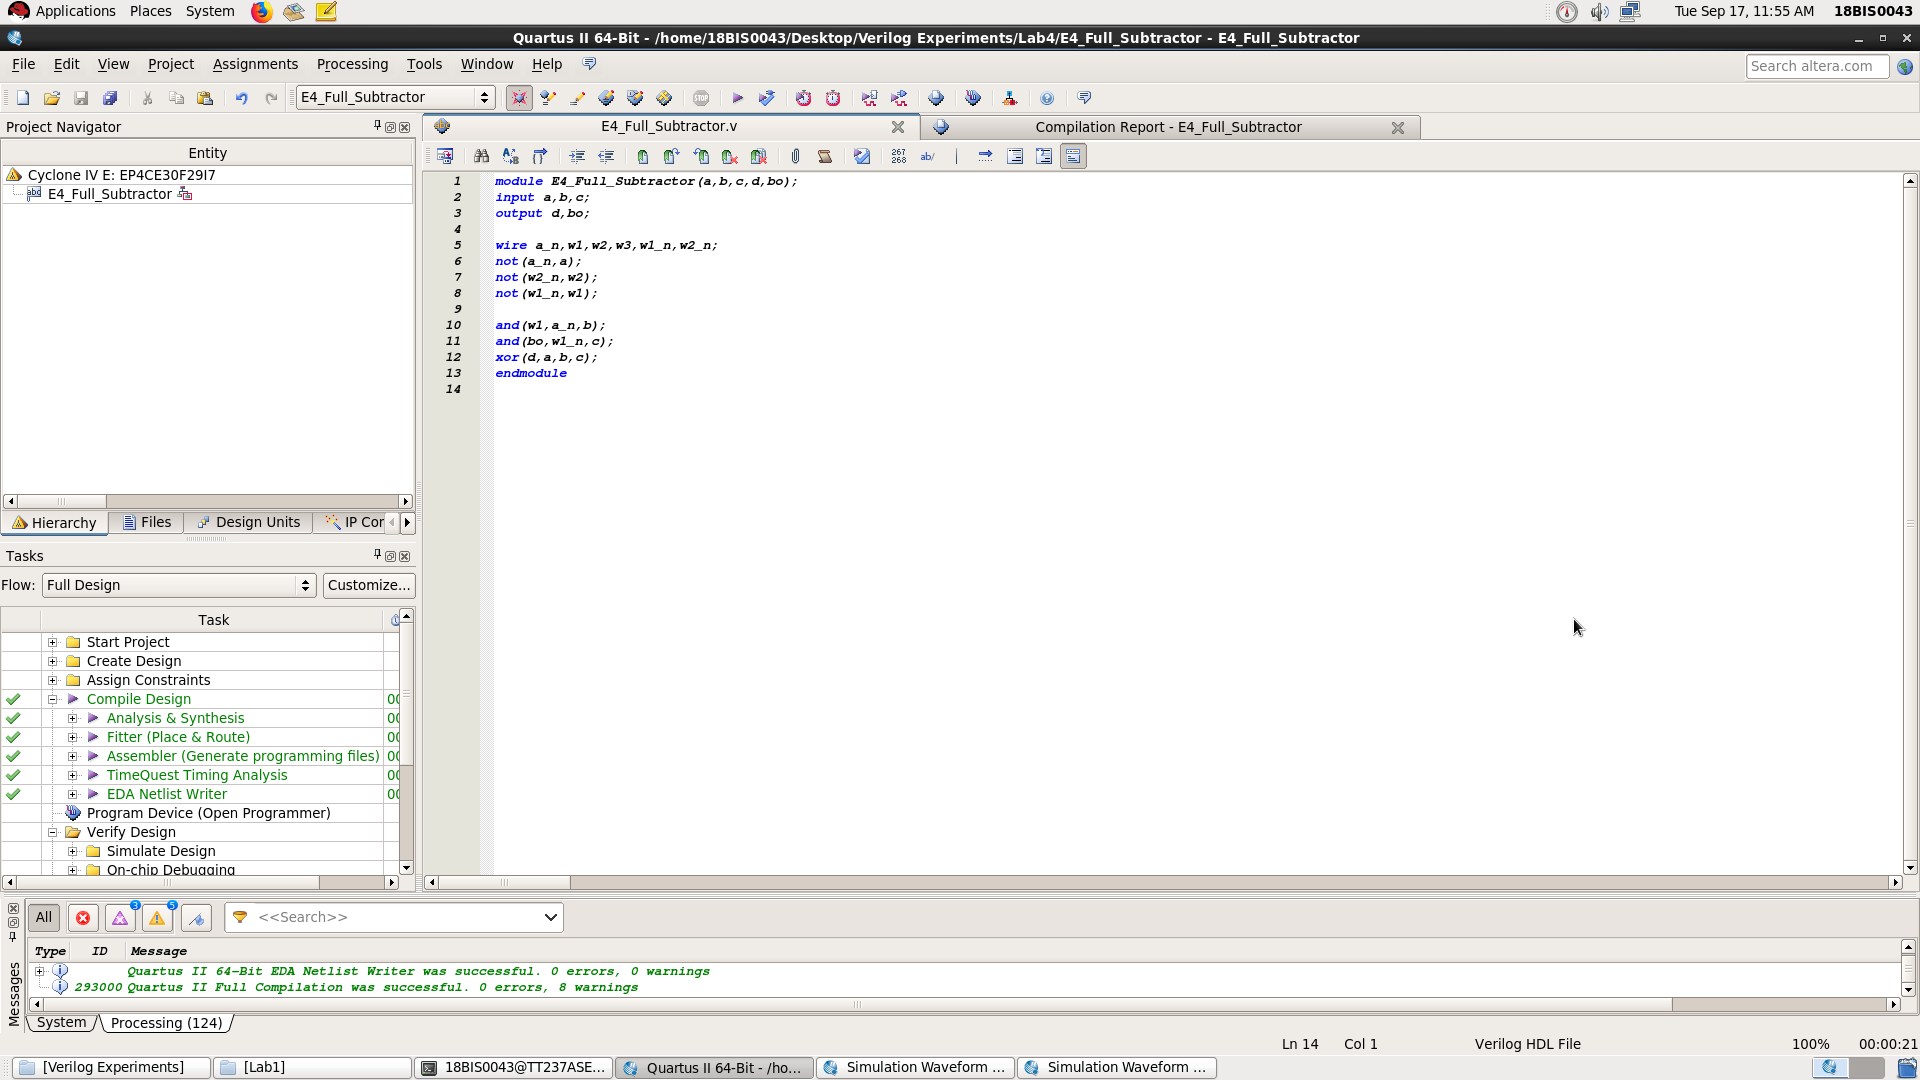 Applications Places System Tue Sep 17, 11:55 AM 18BIS0043
Quartus II 64-Bit - /home/18BIS0043/Desktop/Verilog Experiments/Lab4/E4_Full_Subtractor - E4_Full_Subtractor
File Edit View Project Assignments Processing Tools Window Help Search altera.com
E4_Full_Subtractor
Project Navigator
Entity
Cyclone IV E: EP4CE30F29I7
E4_Full_Subtractor
Hierarchy Files Design Units IP Cor
Tasks
Flow: Full Design Customize...
Task
Start Project
Create Design
Assign Constraints
Compile Design 00
Analysis & Synthesis 00
Fitter (Place & Route) 00
Assembler (Generate programming files) 00
TimeQuest Timing Analysis 00
EDA Netlist Writer 00
Program Device (Open Programmer)
Verify Design
Simulate Design
On-chip Debugging
E4_Full_Subtractor.v Compilation Report - E4_Full_Subtractor
267
268 ab/
1 module E4_Full_Subtractor(a,b,c,d,bo);
2 input a,b,c;
3 output d,bo;
4
5 wire a_n,w1,w2,w3,w1_n,w2_n;
6 not(a_n,a);
7 not(w2_n,w2);
8 not(w1_n,w1);
9
10 and(w1,a_n,b);
11 and(bo,w1_n,c);
12 xor(d,a,b,c);
13 endmodule
14
Messages
All 3 5 <<Search>>
Type ID Message
Quartus II 64-Bit EDA Netlist Writer was successful. 0 errors, 0 warnings
293000 Quartus II Full Compilation was successful. 0 errors, 8 warnings
System Processing (124)
Ln 14 Col 1 Verilog HDL File 100% 00:00:21
[Verilog Experiments] [Lab1] 18BIS0043@TT237ASE... Quartus II 64-Bit - /ho... Simulation Waveform ... Simulation Waveform ...